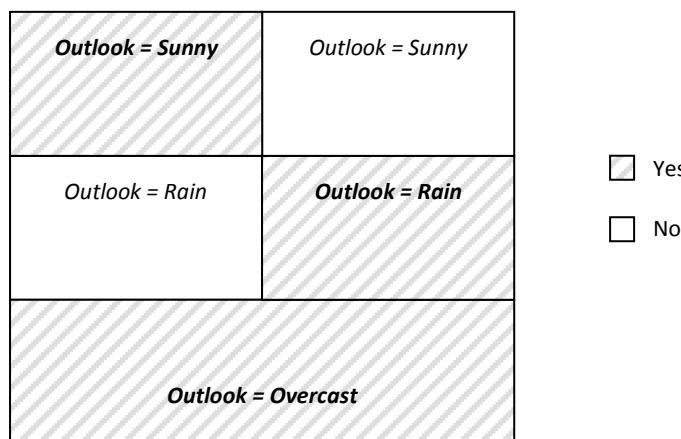 Outlook = Sunny
Outlook = Sunny
Outlook = Rain
Outlook = Rain
Outlook = Overcast
Yes
No